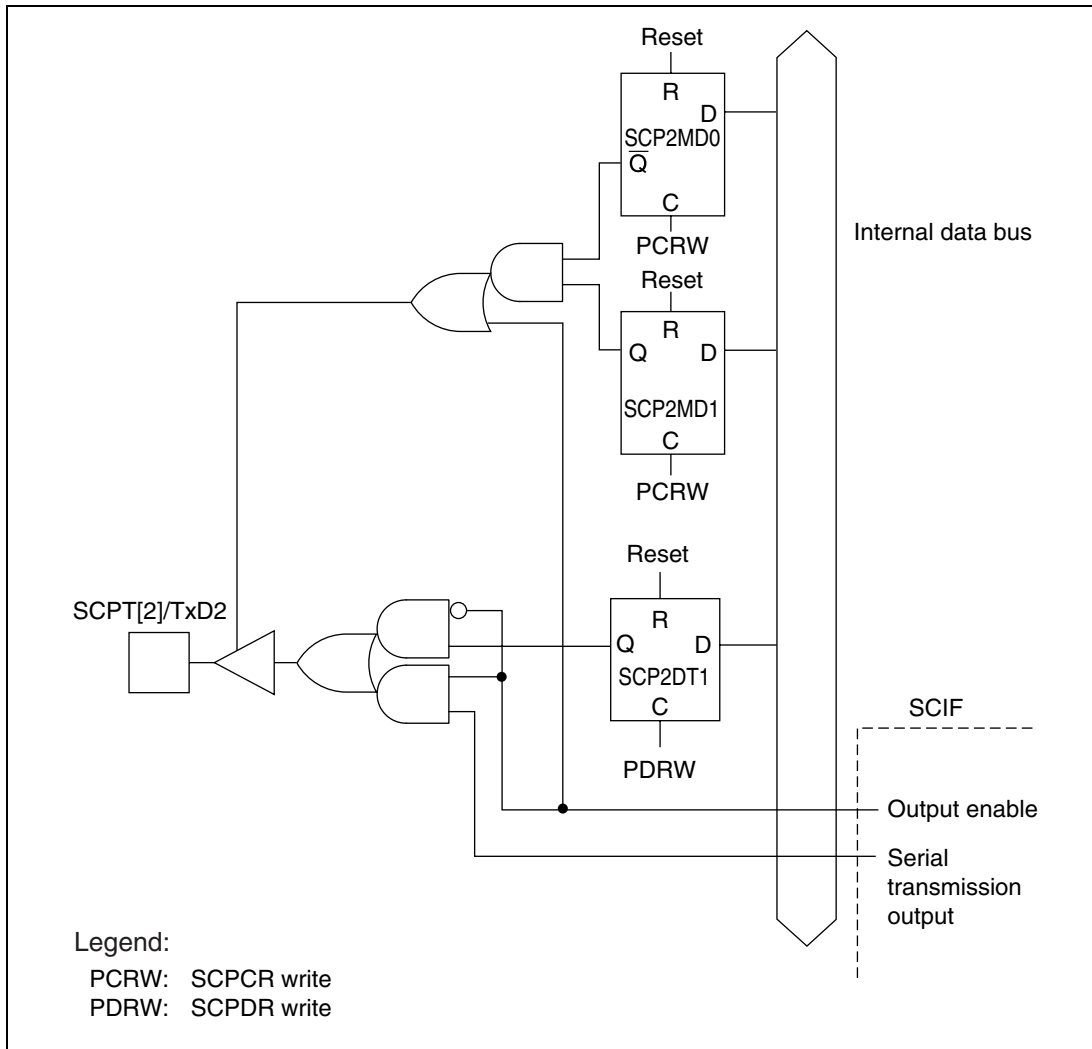 Reset
R
D
SCP2MD0
Q̅
C
PCRW
Internal data bus
Reset
R
Q
D
SCP2MD1
C
PCRW
Reset
SCPT[2]/TxD2
R
Q
D
SCP2DT1
C
SCIF
PDRW
Output enable
Serial
transmission
output
Legend:
PCRW: SCPCR write
PDRW: SCPDR write